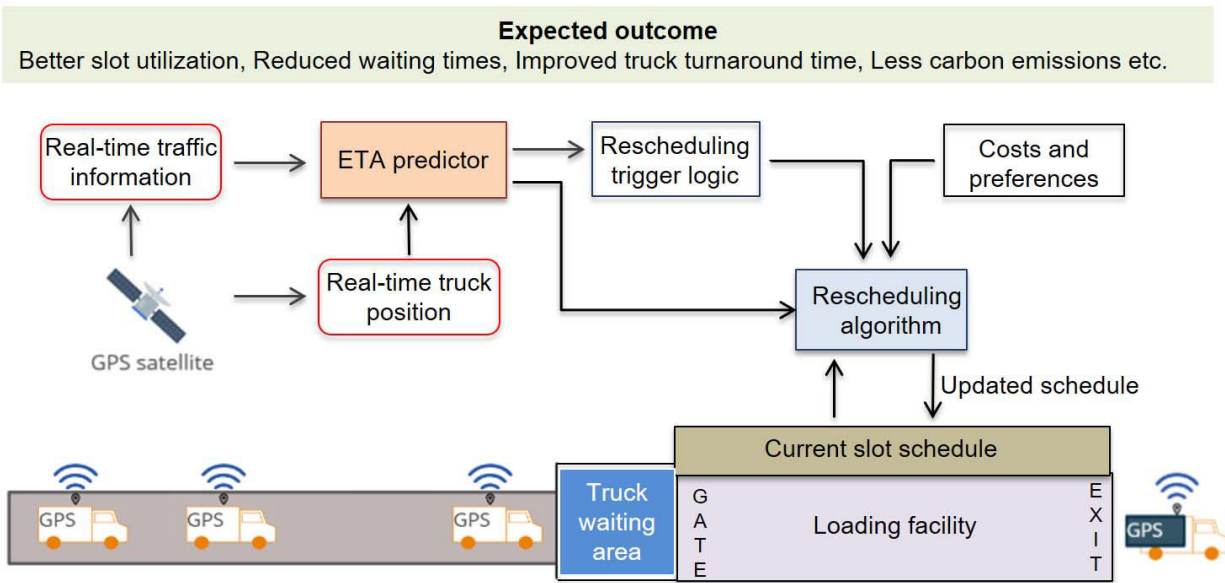 Expected outcome
Better slot utilization, Reduced waiting times, Improved truck turnaround time, Less carbon emissions etc.
Real-time traffic
information
ETA predictor
Rescheduling
trigger logic
Costs and
preferences
Real-time truck
position
Rescheduling
algorithm
GPS satellite
Updated schedule
Current slot schedule
GPS
GPS
GPS
Truck
waiting
area
GATE
Loading facility
EXIT
GPS